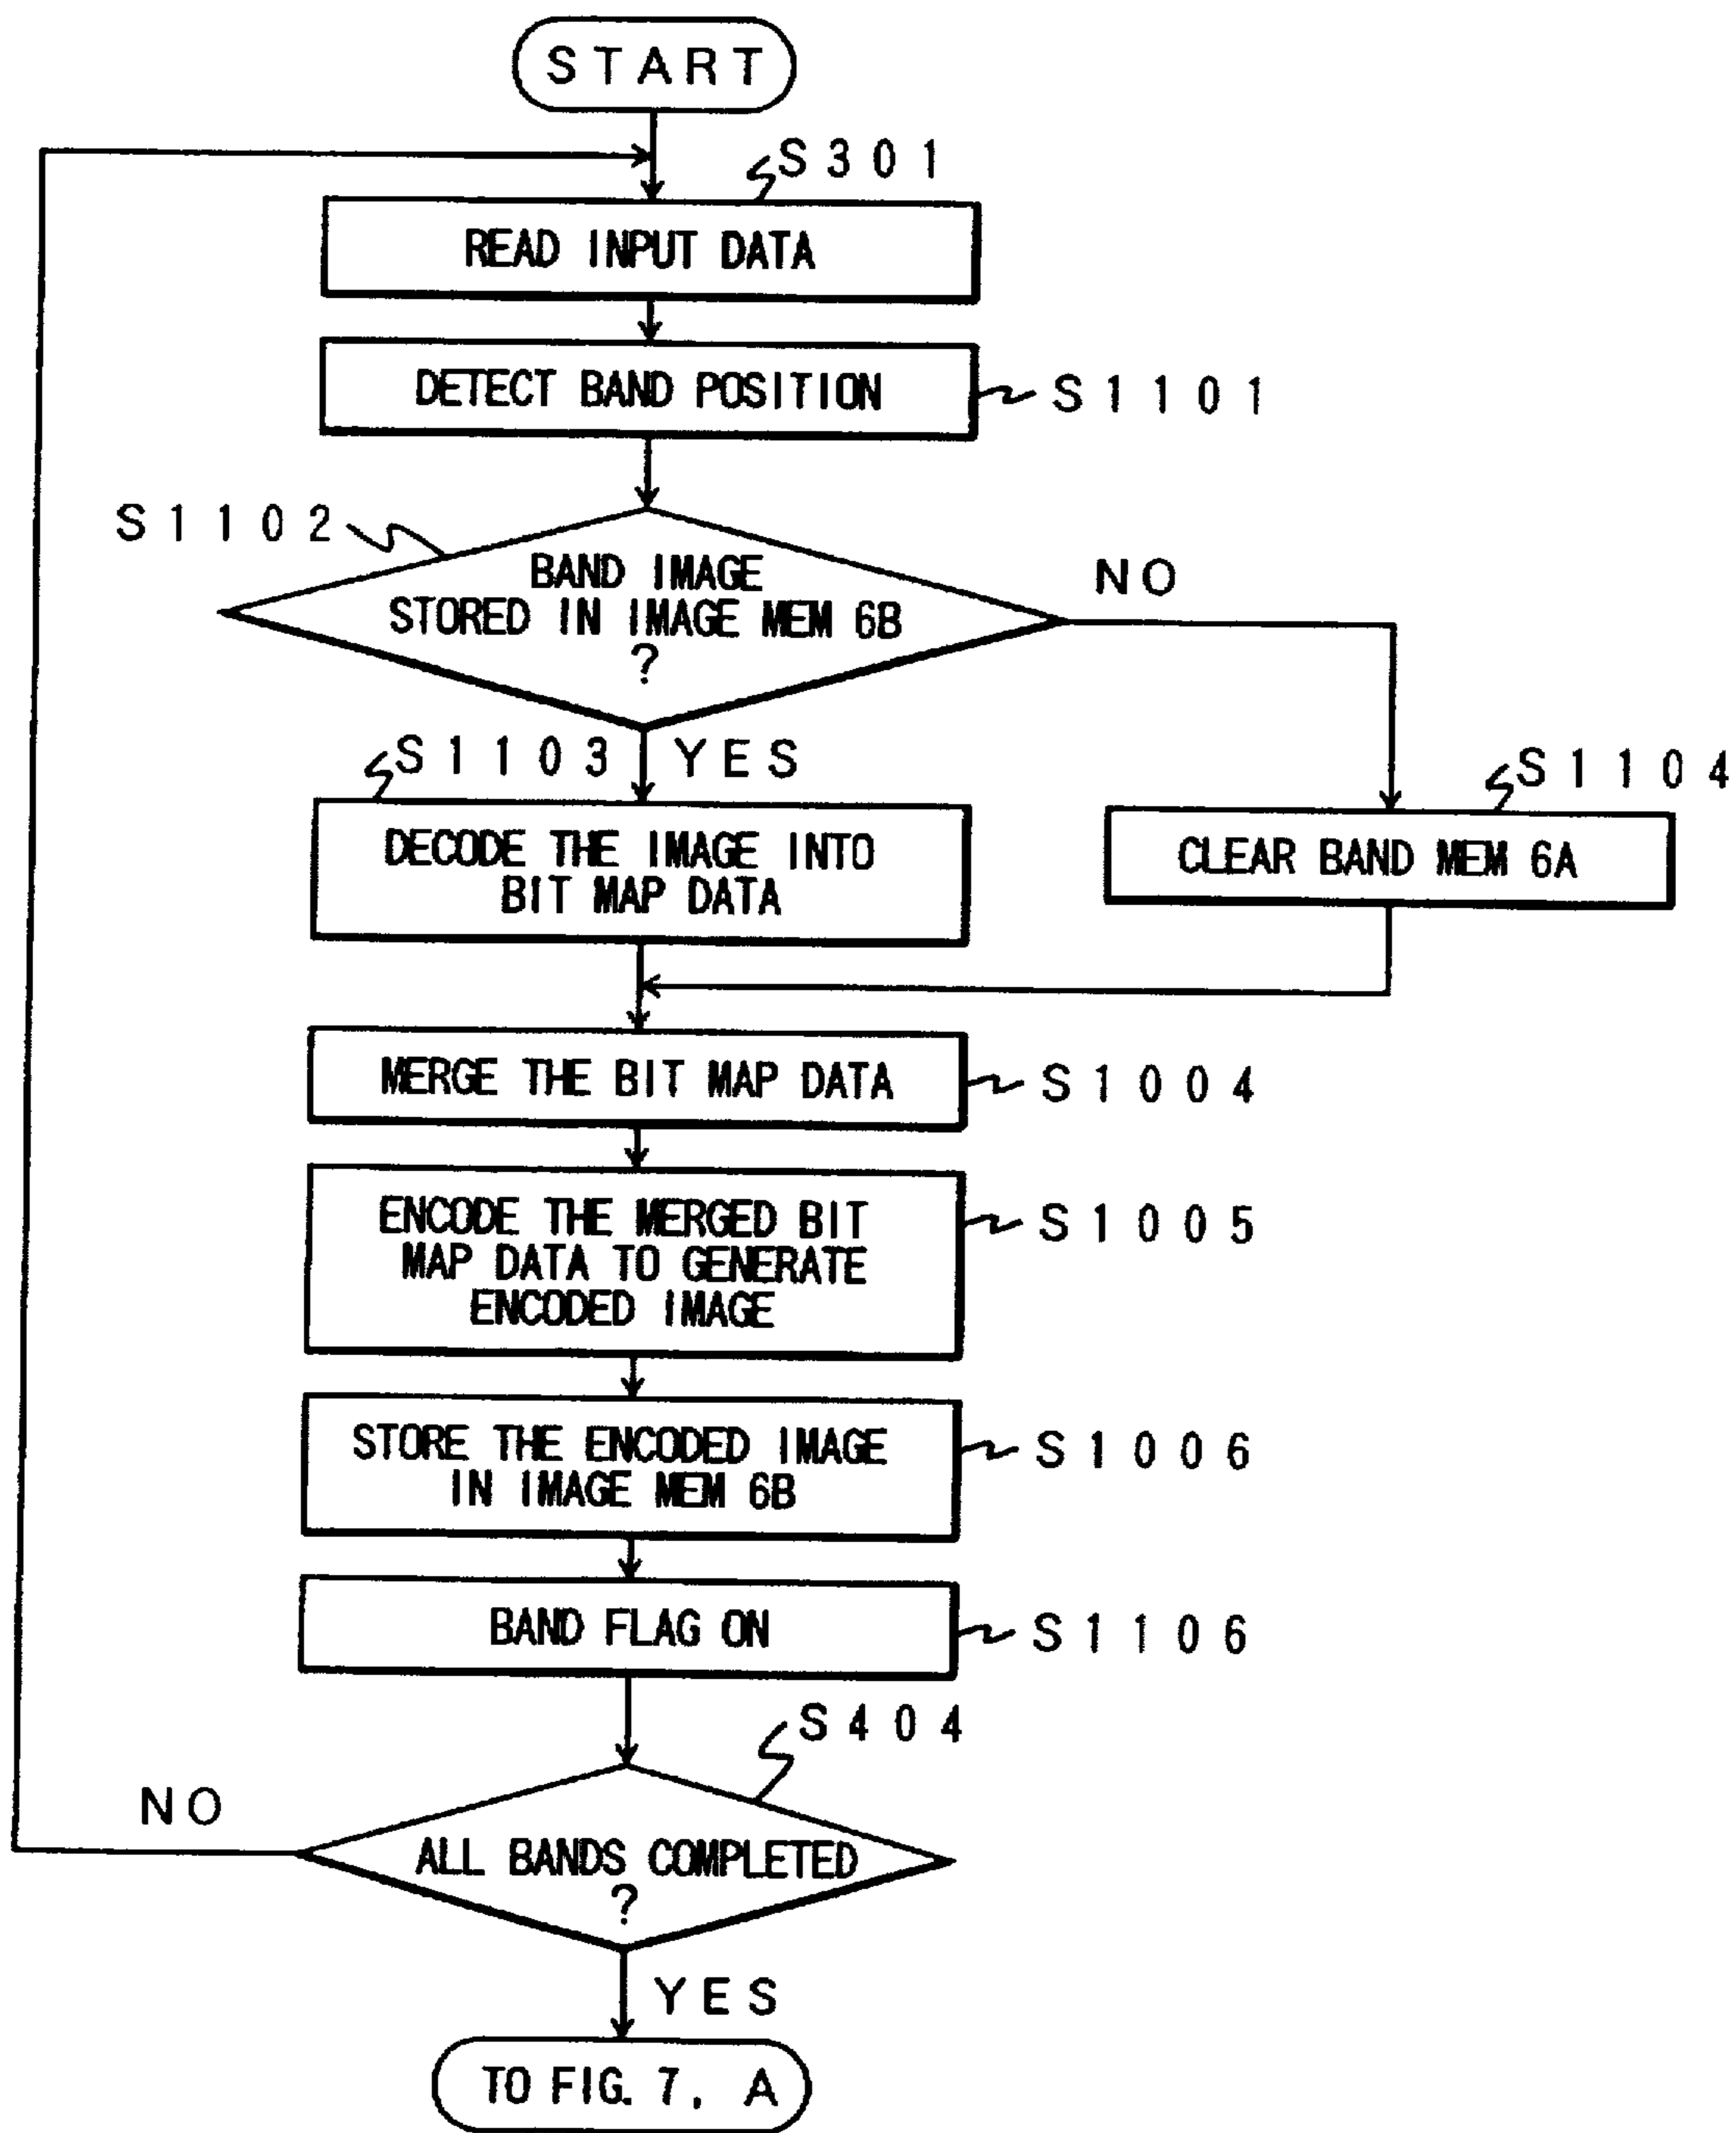 START
S301
READ INPUT DATA
DETECT BAND POSITION
S1101
S1102
BAND IMAGE
STORED IN IMAGE MEM 6B
?
NO
S1103
YES
S1104
DECODE THE IMAGE INTO
BIT MAP DATA
CLEAR BAND MEM 6A
MERGE THE BIT MAP DATA
S1004
ENCODE THE MERGED BIT
MAP DATA TO GENERATE
ENCODED IMAGE
S1005
STORE THE ENCODED IMAGE
IN IMAGE MEM 6B
S1006
BAND FLAG ON
S1106
S404
NO
ALL BANDS COMPLETED
?
YES
TO FIG. 7, A